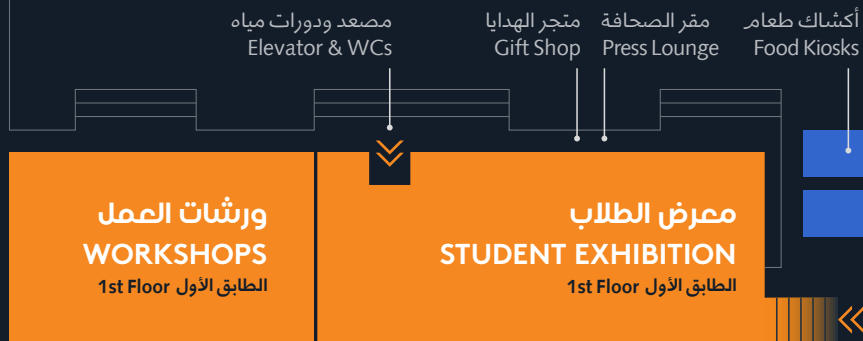 مصعد ودورات مياه
Elevator & WCs
متجر الهدايا
Gift Shop
مقر الصحافة
Press Lounge
أكشاك طعام
Food Kiosks
ورشات العمل
WORKSHOPS
الطابق الأول 1st Floor
معرض الطلاب
STUDENT EXHIBITION
الطابق الأول 1st Floor